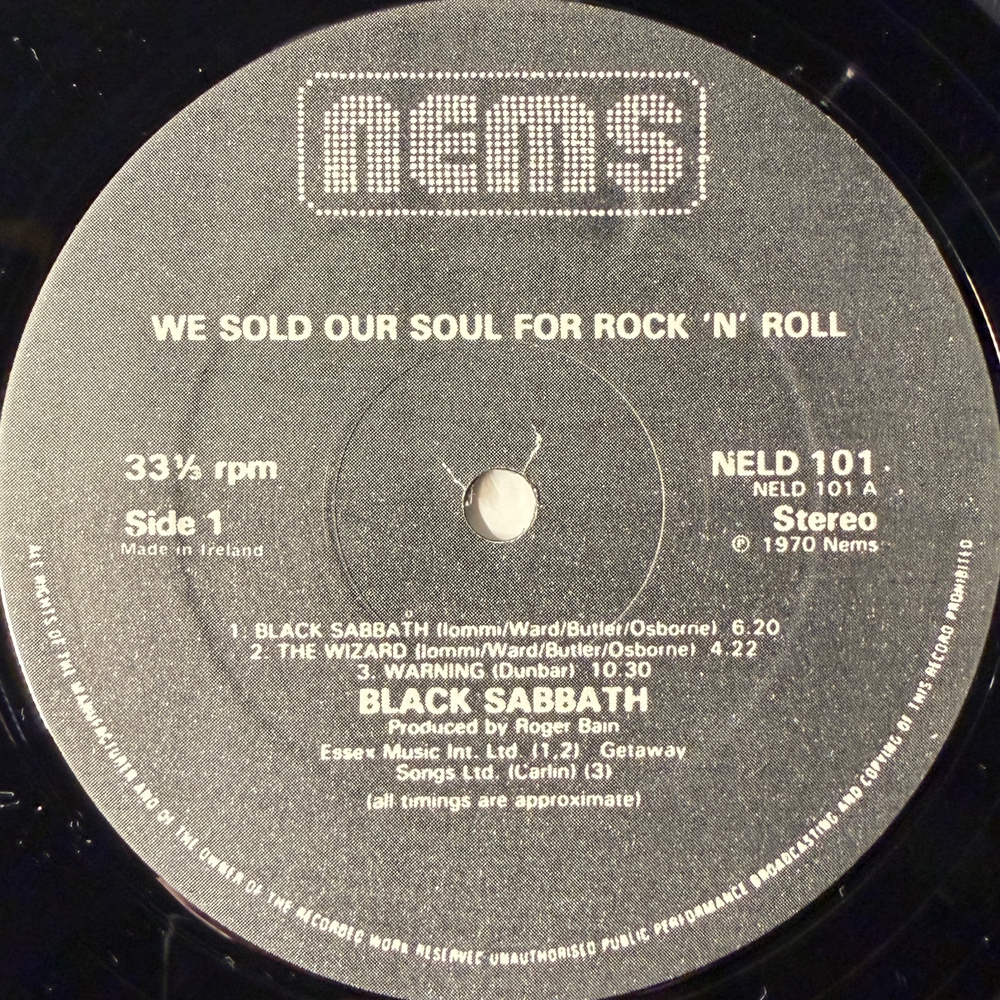 nems
WE SOLD OUR SOUL FOR ROCK 'N' ROLL
33⅓ rpm
Side 1
Made in Ireland
NELD 101
NELD 101 A
Stereo
℗ 1970 Nems
1. BLACK SABBATH (Iommi/Ward/Butler/Osborne) 6.20
2. THE WIZARD (Iommi/Ward/Butler/Osborne) 4.22
3. WARNING (Dunbar) 10.30
BLACK SABBATH
Produced by Roger Bain
Essex Music Int. Ltd. (1,2) Getaway
Songs Ltd. (Carlin) (3)
(all timings are approximate)
ALL RIGHTS OF THE MANUFACTURER AND OF THE OWNER OF THE RECORDED WORK RESERVED UNAUTHORISED PUBLIC PERFORMANCE BROADCASTING AND COPYING OF THIS RECORD PROHIBITED